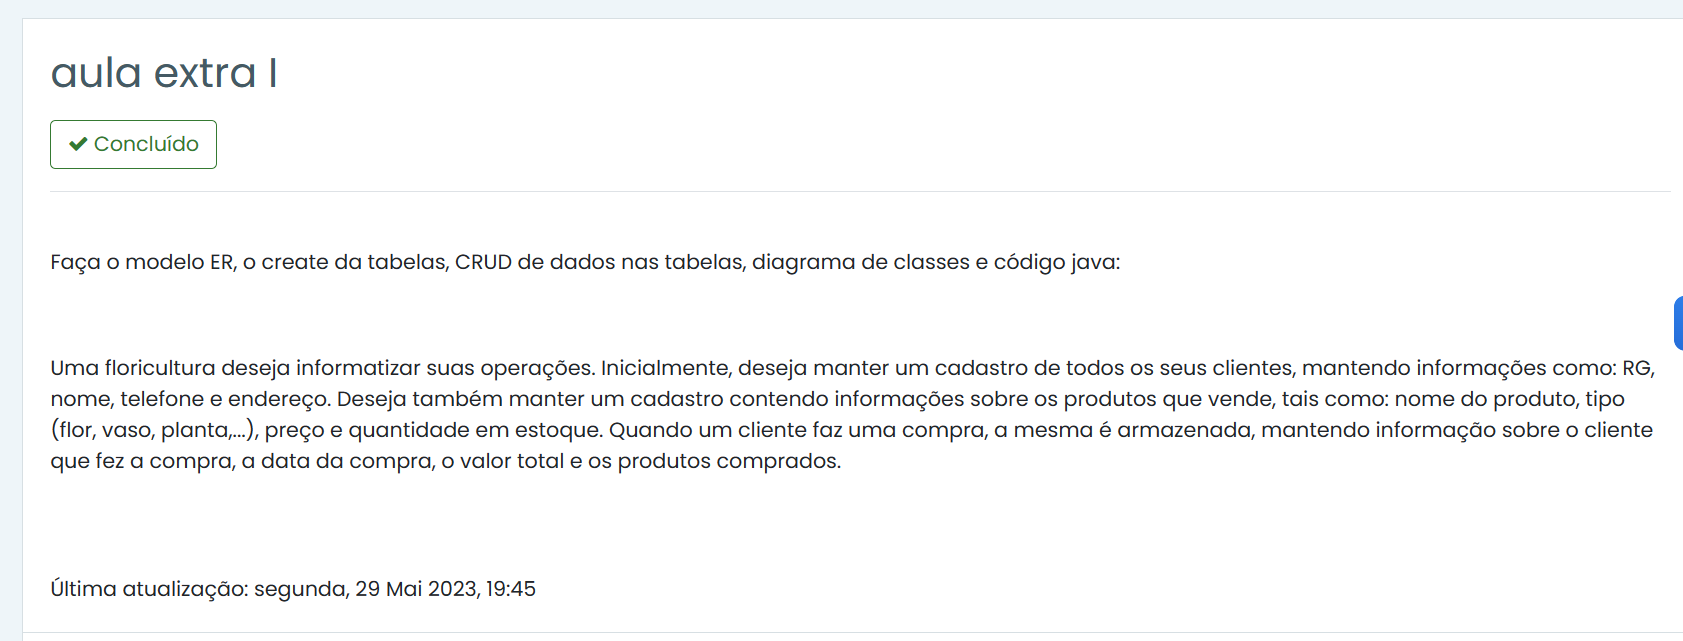 aula extra I
Concluído
Faça o modelo ER, o create da tabelas, CRUD de dados nas tabelas, diagrama de classes e código java:
Uma floricultura deseja informatizar suas operações. Inicialmente, deseja manter um cadastro de todos os seus clientes, mantendo informações como: RG,
nome, telefone e endereço. Deseja também manter um cadastro contendo informações sobre os produtos que vende, tais como: nome do produto, tipo
(flor, vaso, planta,...), preço e quantidade em estoque. Quando um cliente faz uma compra, a mesma é armazenada, mantendo informação sobre o cliente
que fez a compra, a data da compra, o valor total e os produtos comprados.
Última atualização: segunda, 29 Mai 2023, 19:45